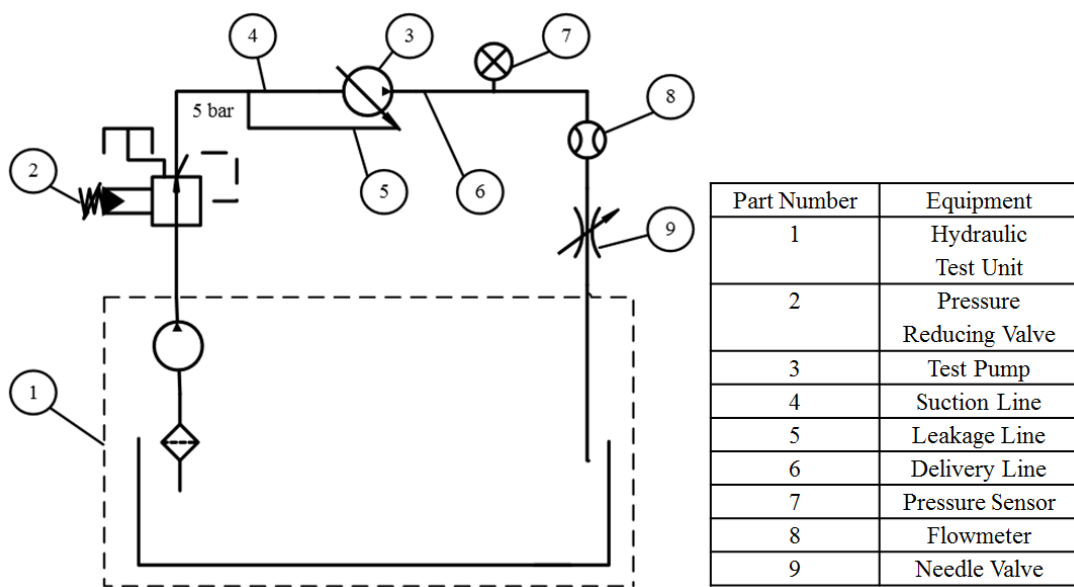 4
3
7
5 bar
8
2
5
6
9
1
Part Number Equipment
1 Hydraulic
Test Unit
2 Pressure
Reducing Valve
3 Test Pump
4 Suction Line
5 Leakage Line
6 Delivery Line
7 Pressure Sensor
8 Flowmeter
9 Needle Valve